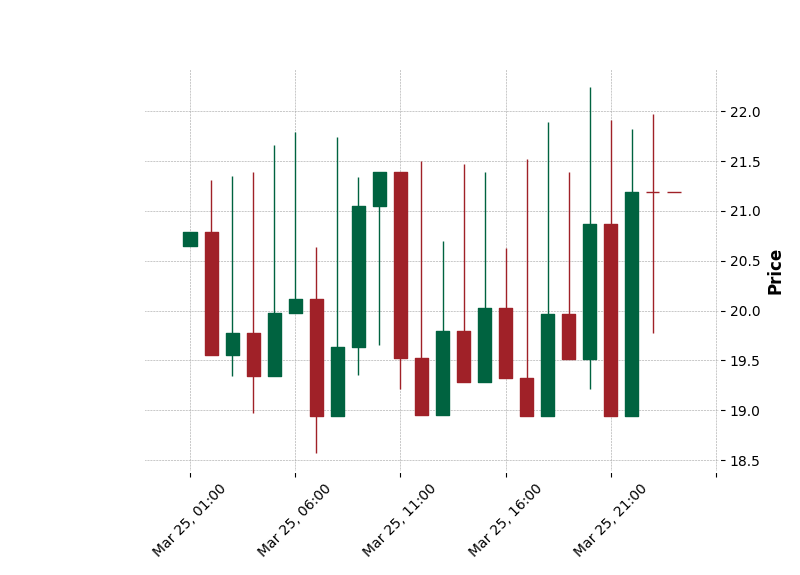 22.0
21.5
21.0
20.5
20.0
19.5
19.0
18.5
Price
Mar 25, 01:00
Mar 25, 06:00
Mar 25, 11:00
Mar 25, 16:00
Mar 25, 21:00